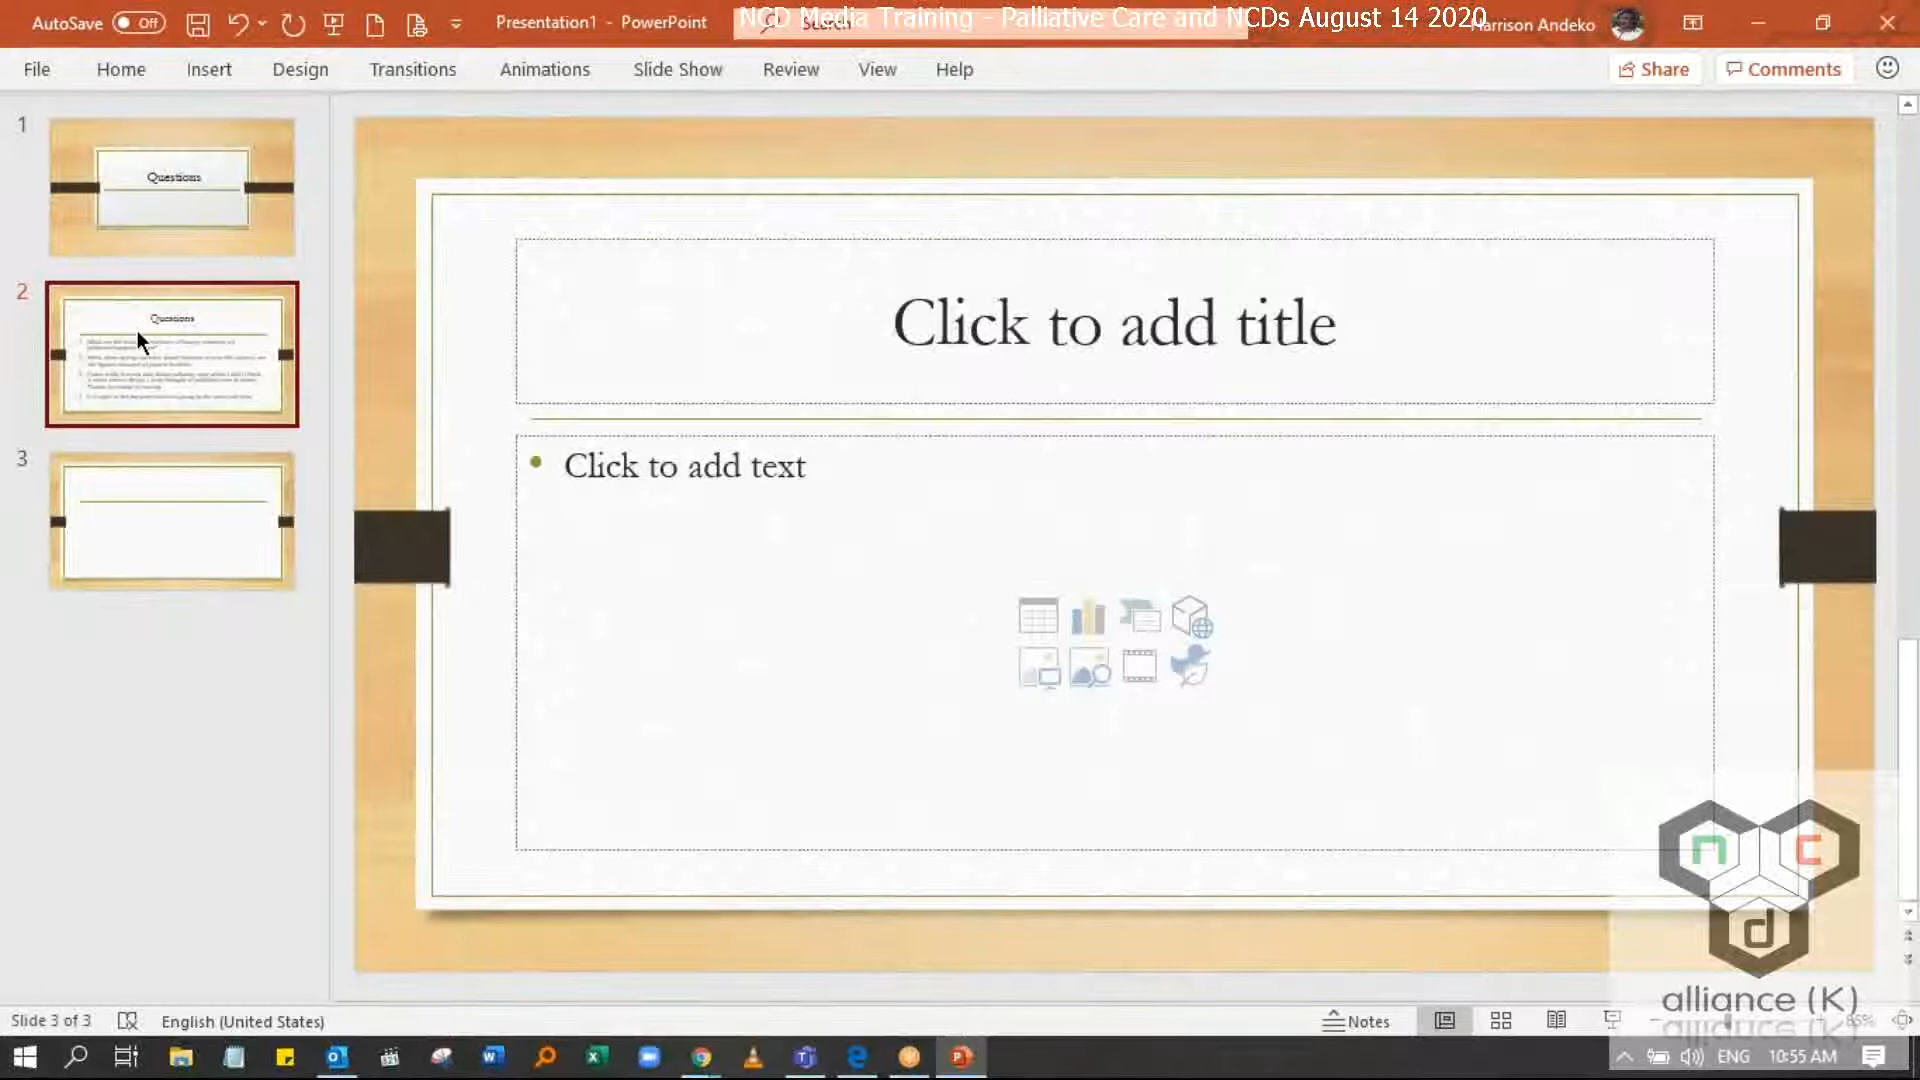 AutoSave Off Presentation1 - PowerPoint Search Harrison Andeko
NCD Media Training - Palliative Care and NCDs August 14 2020
File Home Insert Design Transitions Animations Slide Show Review View Help Share Comments
1
Questions
2
Questions
3
Click to add title
Click to add text
n c d
alliance (K)
Slide 3 of 3 English (United States) Notes 85%
ENG 10:55 AM